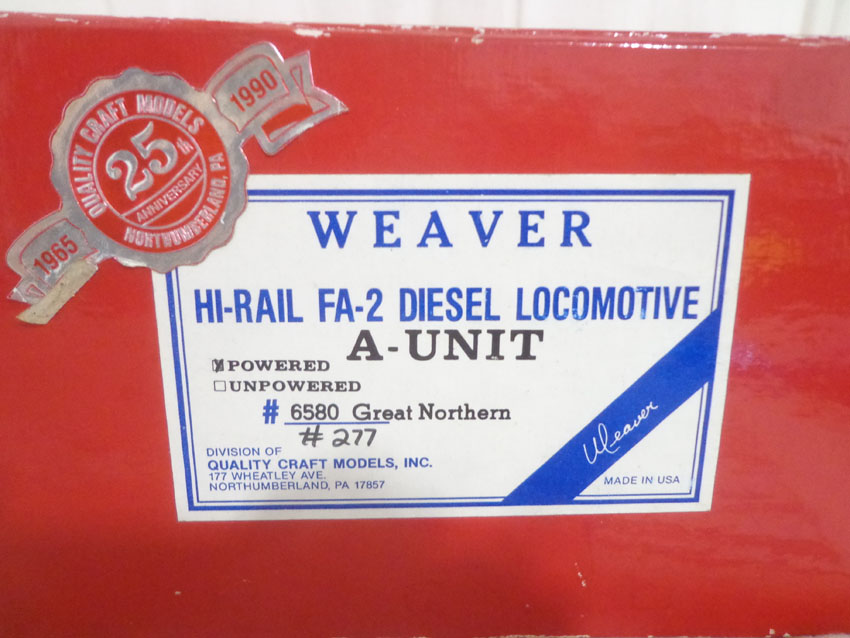 1990
QUALITY CRAFT MODELS
25th
ANNIVERSARY
NORTHUMBERLAND, PA
1965
WEAVER
HI-RAIL FA-2 DIESEL LOCOMOTIVE
A-UNIT
POWERED
UNPOWERED
# 6580 Great Northern
# 277
Weaver
DIVISION OF
QUALITY CRAFT MODELS, INC.
177 WHEATLEY AVE.
NORTHUMBERLAND, PA 17857
MADE IN USA